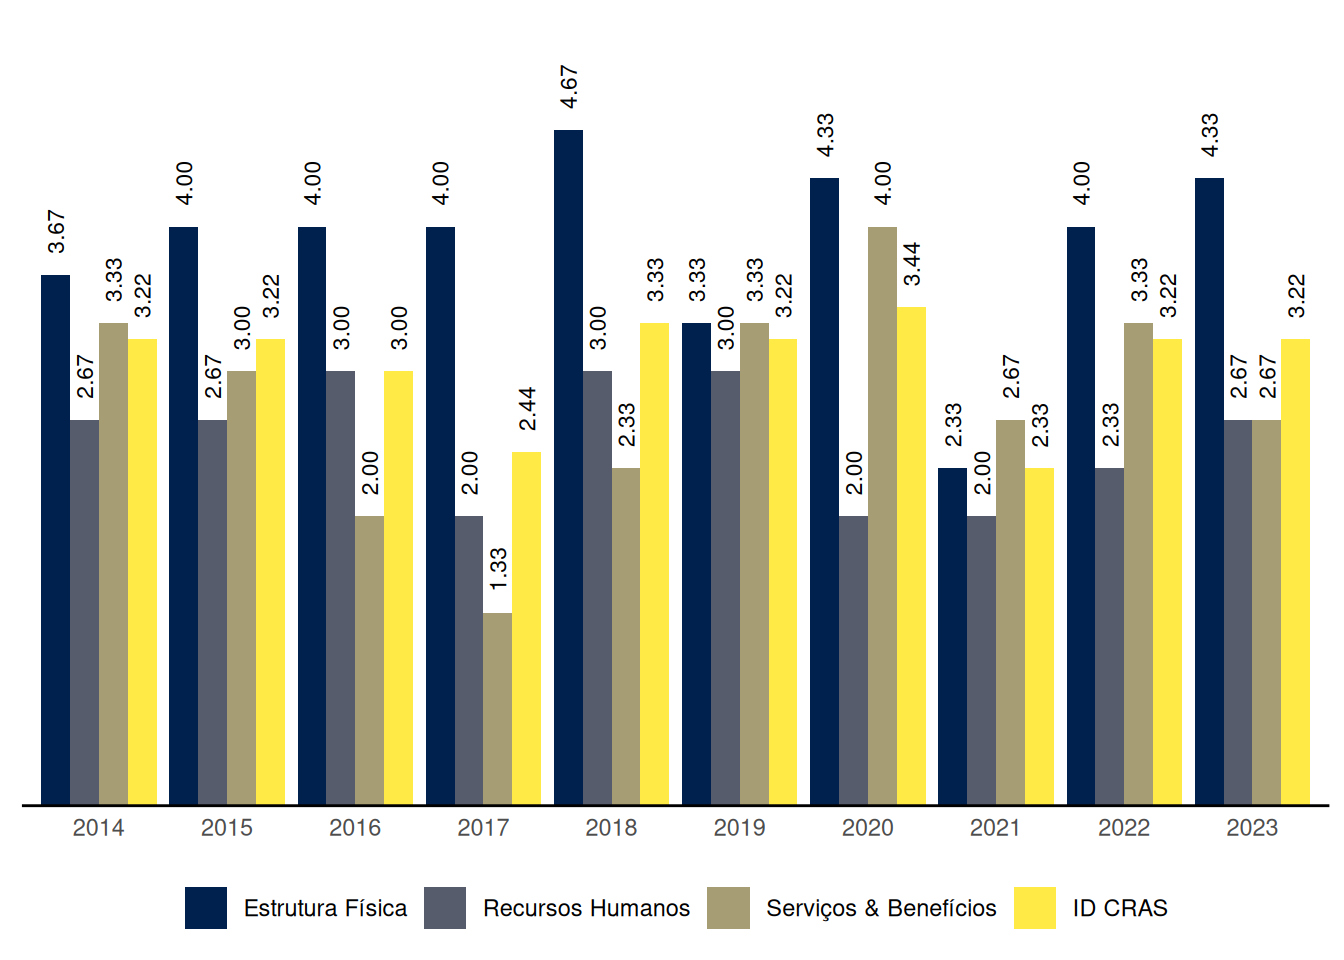 3.67 2.67 3.33 3.22
4.00 2.67 3.00 3.22
4.00 3.00 2.00 3.00
4.00 2.00 1.33 2.44
4.67 3.00 2.33 3.33
3.33 3.00 3.33 3.22
4.33 2.00 4.00 3.44
2.33 2.00 2.67 2.33
4.00 2.33 3.33 3.22
4.33 2.67 2.67 3.22
2014 2015 2016 2017 2018 2019 2020 2021 2022 2023
Estrutura Física Recursos Humanos Serviços & Benefícios ID CRAS